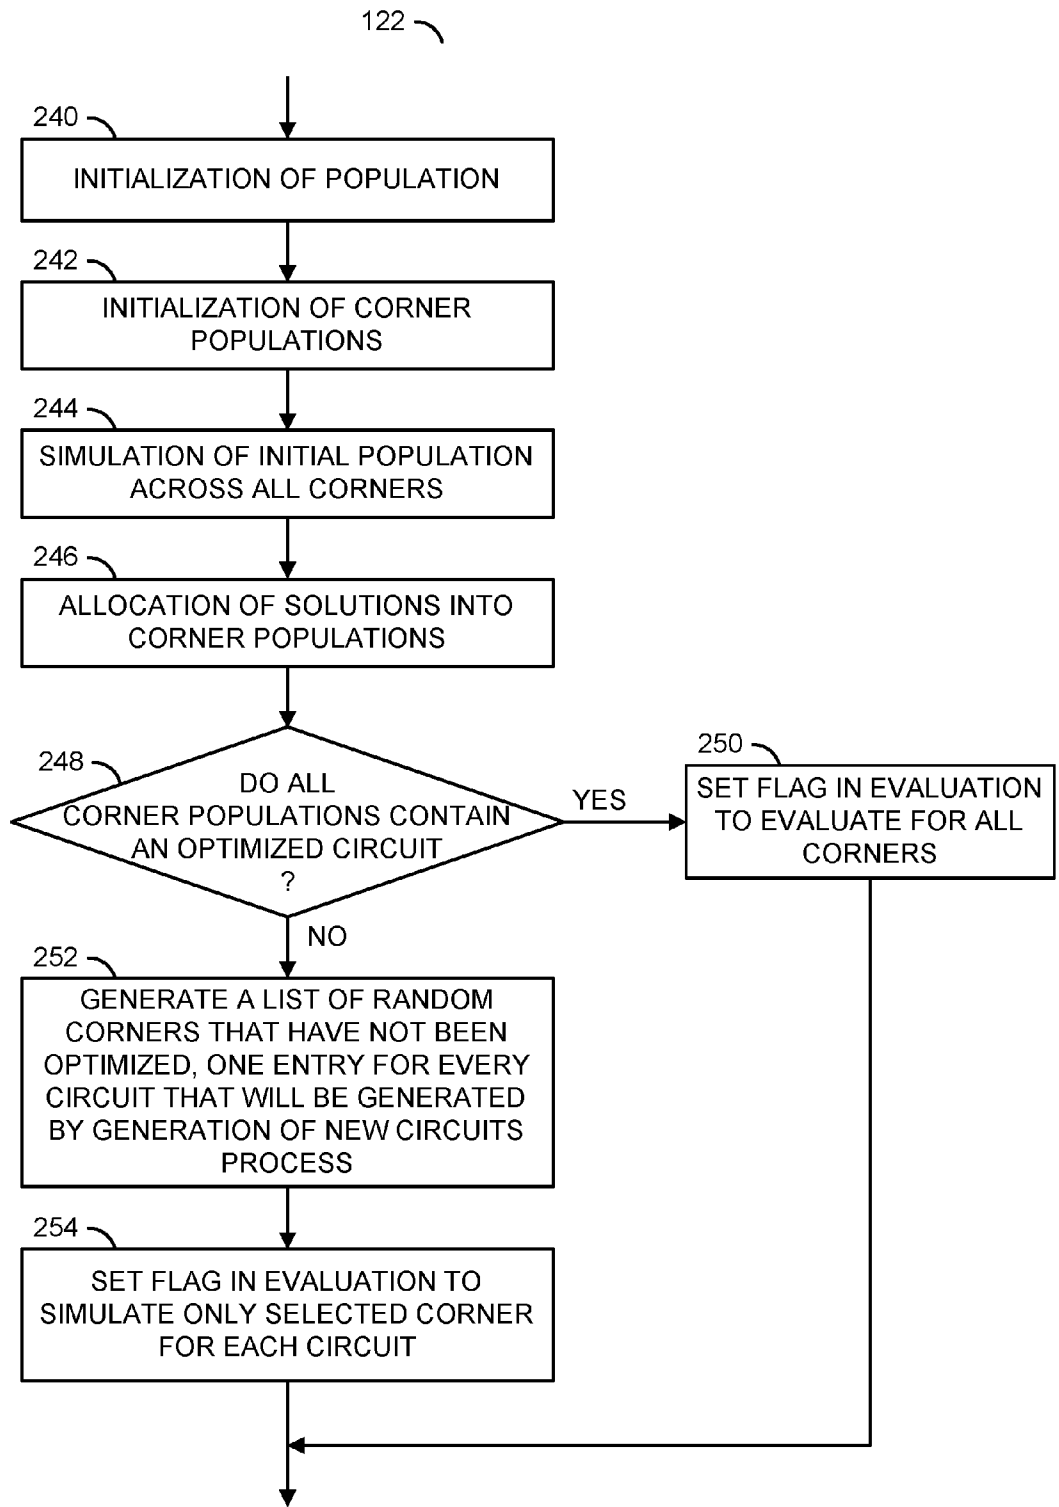 122
240
INITIALIZATION OF POPULATION
242
INITIALIZATION OF CORNER
POPULATIONS
244
SIMULATION OF INITIAL POPULATION
ACROSS ALL CORNERS
246
ALLOCATION OF SOLUTIONS INTO
CORNER POPULATIONS
248
DO ALL
CORNER POPULATIONS CONTAIN
AN OPTIMIZED CIRCUIT
?
YES
250
SET FLAG IN EVALUATION
TO EVALUATE FOR ALL
CORNERS
NO
252
GENERATE A LIST OF RANDOM
CORNERS THAT HAVE NOT BEEN
OPTIMIZED, ONE ENTRY FOR EVERY
CIRCUIT THAT WILL BE GENERATED
BY GENERATION OF NEW CIRCUITS
PROCESS
254
SET FLAG IN EVALUATION TO
SIMULATE ONLY SELECTED CORNER
FOR EACH CIRCUIT